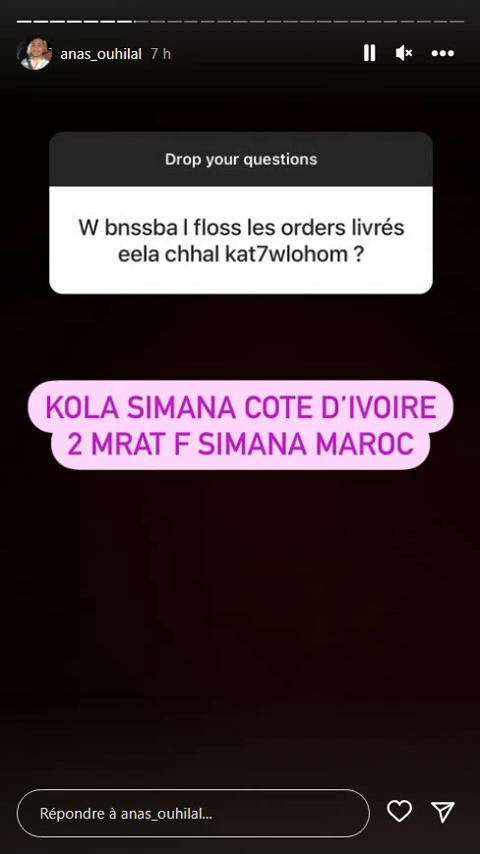 anas_ouhilal 7 h
Drop your questions
W bnssba l floss les orders livrés
eela chhal kat7wlohom ?
KOLA SIMANA COTE D'IVOIRE
2 MRAT F SIMANA MAROC
Répondre à anas_ouhilal...